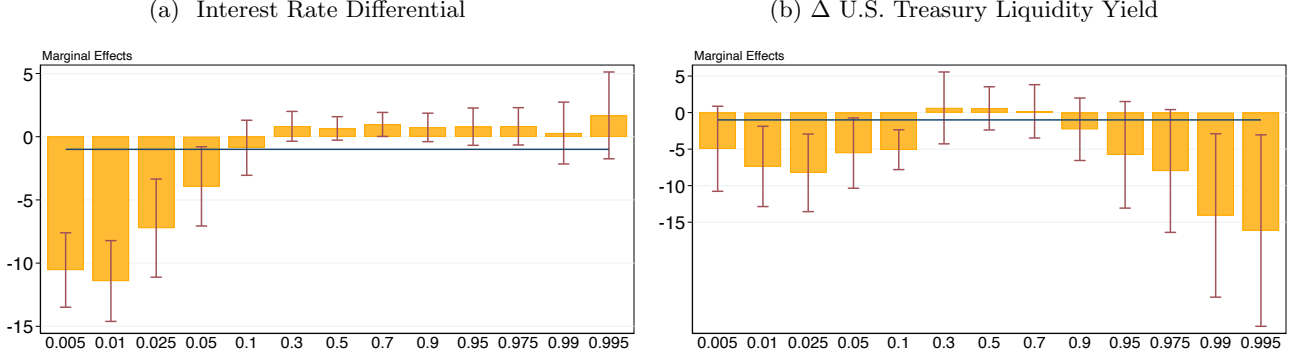 (a) Interest Rate Differential
Marginal Effects
5
0
-5
-10
-15
0.005 0.01 0.025 0.05 0.1 0.3 0.5 0.7 0.9 0.95 0.975 0.99 0.995
(b) Δ U.S. Treasury Liquidity Yield
Marginal Effects
5
0
-5
-10
-15
0.005 0.01 0.025 0.05 0.1 0.3 0.5 0.7 0.9 0.95 0.975 0.99 0.995